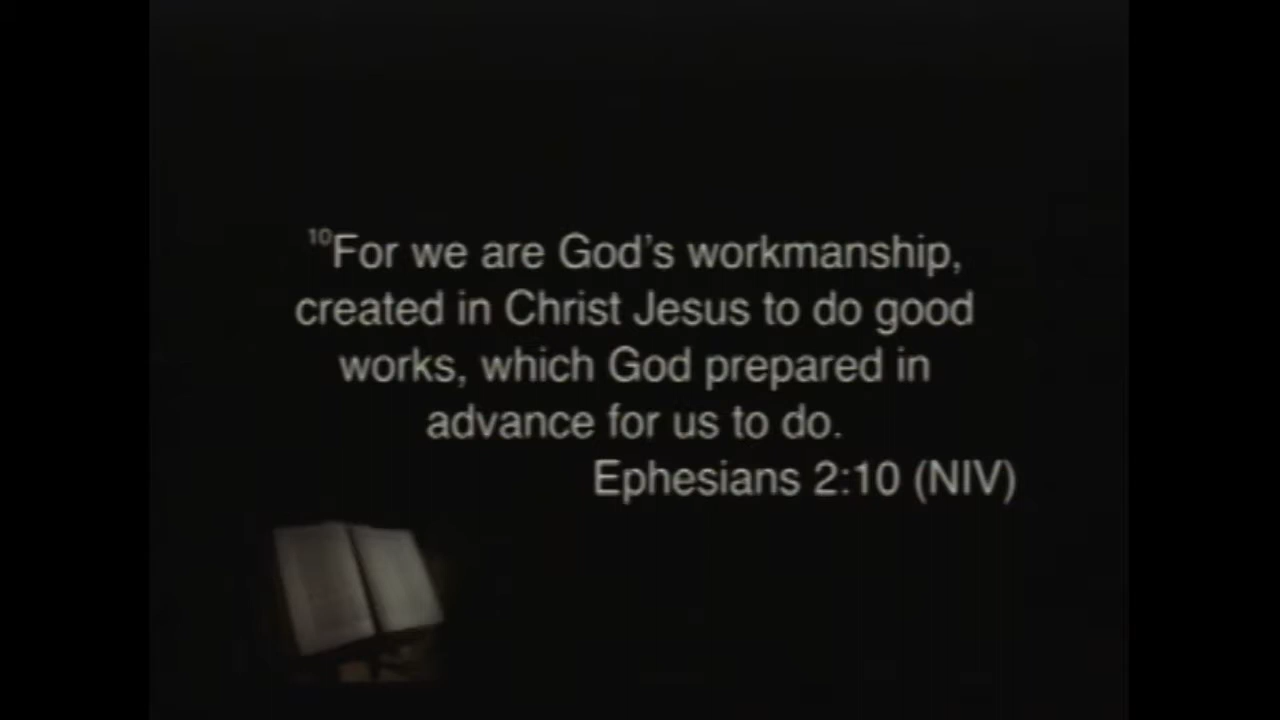 ¹⁰For we are God's workmanship,
created in Christ Jesus to do good
works, which God prepared in
advance for us to do.
Ephesians 2:10 (NIV)